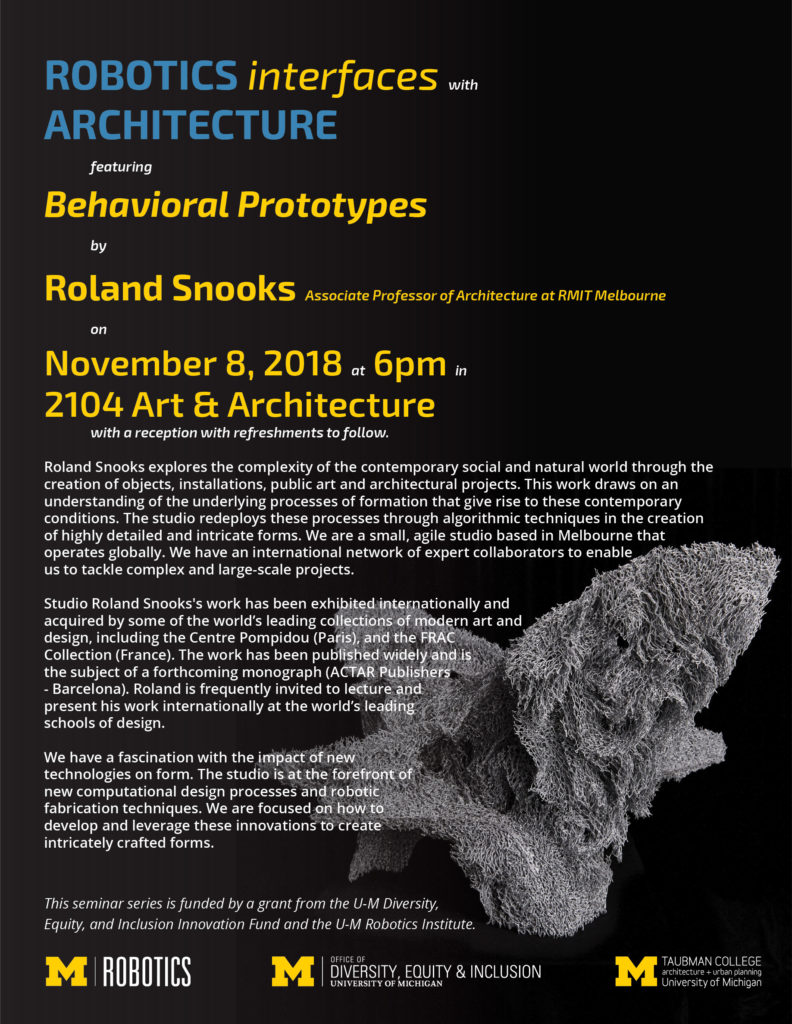 ROBOTICS interfaces with
ARCHITECTURE
featuring
Behavioral Prototypes
by
Roland Snooks Associate Professor of Architecture at RMIT Melbourne
on
November 8, 2018 at 6pm in
2104 Art & Architecture
with a reception with refreshments to follow.
Roland Snooks explores the complexity of the contemporary social and natural world through the
creation of objects, installations, public art and architectural projects. This work draws on an
understanding of the underlying processes of formation that give rise to these contemporary
conditions. The studio redeploys these processes through algorithmic techniques in the creation
of highly detailed and intricate forms. We are a small, agile studio based in Melbourne that
operates globally. We have an international network of expert collaborators to enable
us to tackle complex and large-scale projects.
Studio Roland Snooks's work has been exhibited internationally and
acquired by some of the world’s leading collections of modern art and
design, including the Centre Pompidou (Paris), and the FRAC
Collection (France). The work has been published widely and is
the subject of a forthcoming monograph (ACTAR Publishers
- Barcelona). Roland is frequently invited to lecture and
present his work internationally at the world’s leading
schools of design.
We have a fascination with the impact of new
technologies on form. The studio is at the forefront of
new computational design processes and robotic
fabrication techniques. We are focused on how to
develop and leverage these innovations to create
intricately crafted forms.
This seminar series is funded by a grant from the U-M Diversity,
Equity, and Inclusion Innovation Fund and the U-M Robotics Institute.
M ROBOTICS
M OFFICE OF
DIVERSITY, EQUITY & INCLUSION
UNIVERSITY OF MICHIGAN
M TAUBMAN COLLEGE
architecture + urban planning
University of Michigan